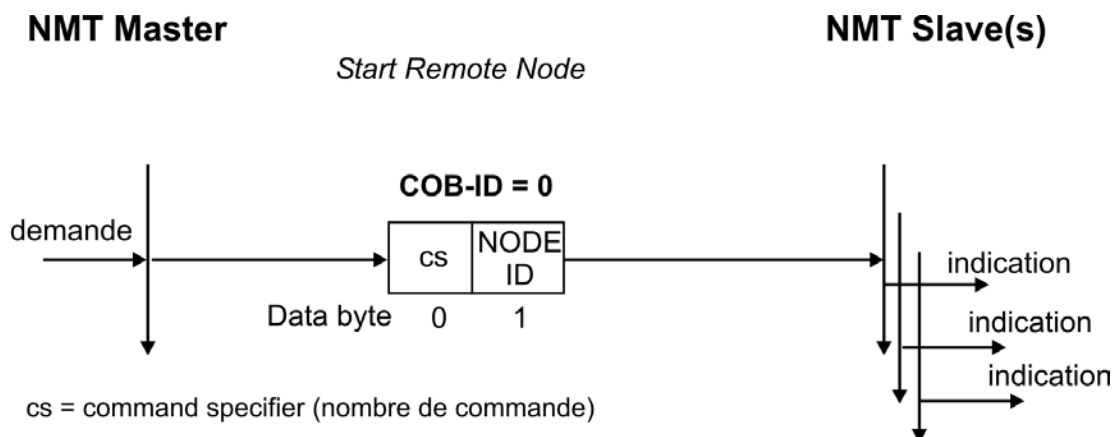 NMT Master
NMT Slave(s)
Start Remote Node
COB-ID = 0
demande
cs
NODE
ID
indication
Data byte 0 1
indication
indication
cs = command specifier (nombre de commande)